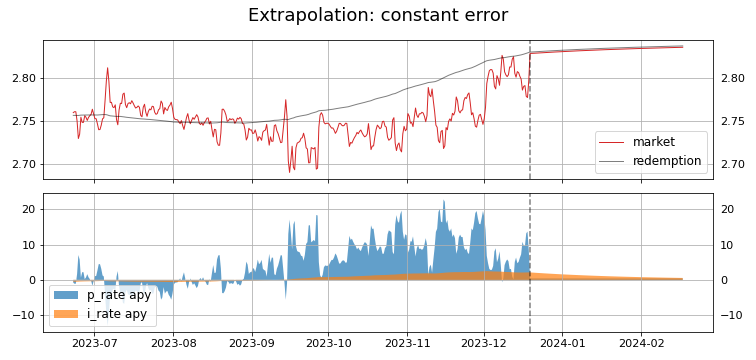 Extrapolation: constant error
2.80
2.75
2.70
2.80
2.75
2.70
market
redemption
20
10
0
−10
20
10
0
−10
p_rate apy
i_rate apy
2023-07 2023-08 2023-09 2023-10 2023-11 2023-12 2024-01 2024-02